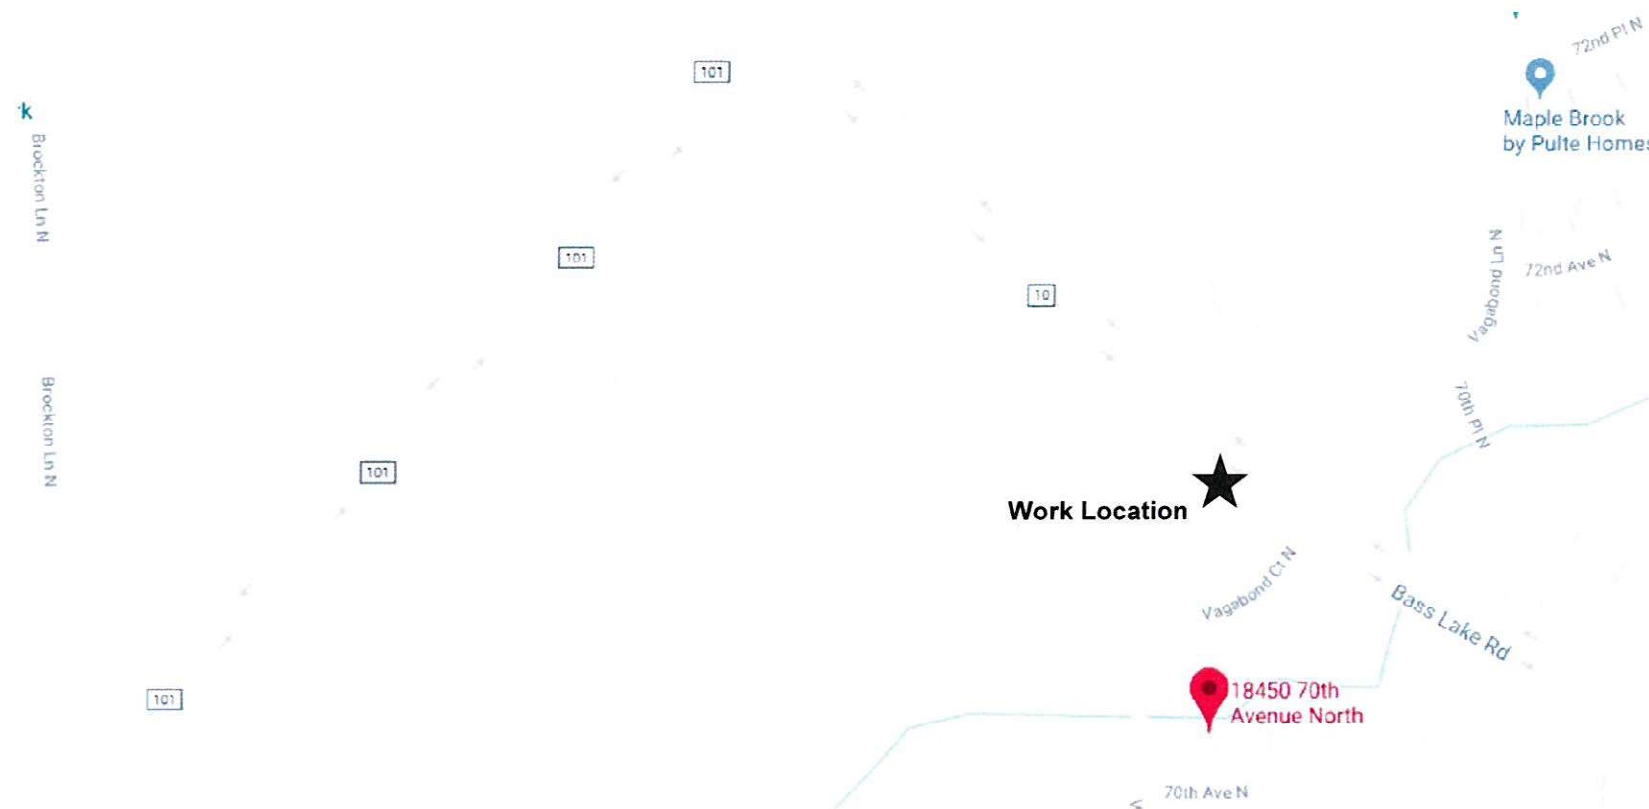 72nd Pl N
101
k
Maple Brook
by Pulte Homes
Brockton Ln N
Vagabond Ln N
72nd Ave N
101
10
Brockton Ln N
70th Pl N
101
Work Location
Vagabond Ct N
Bass Lake Rd
18450 70th
Avenue North
101
70th Ave N